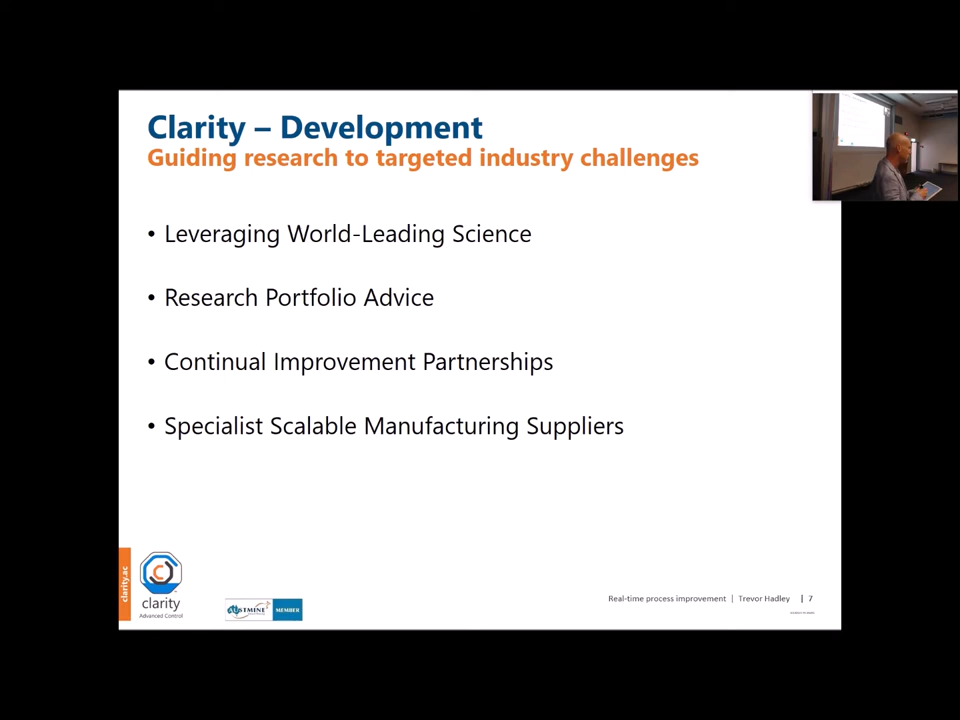 Clarity – Development
Guiding research to targeted industry challenges
• Leveraging World-Leading Science
• Research Portfolio Advice
• Continual Improvement Partnerships
• Specialist Scalable Manufacturing Suppliers
clarity.ac
clarity
Advanced Control
AUSTMINE
MEMBER
Real-time process improvement | Trevor Hadley | 7